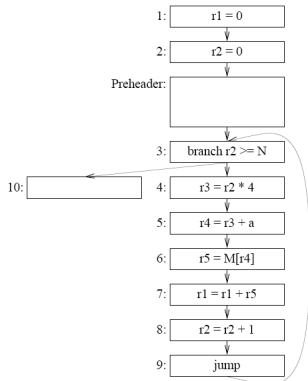 1: r1 = 0
2: r2 = 0
Preheader:
3: branch r2 >= N
10:
4: r3 = r2 * 4
5: r4 = r3 + a
6: r5 = M[r4]
7: r1 = r1 + r5
8: r2 = r2 + 1
9: jump